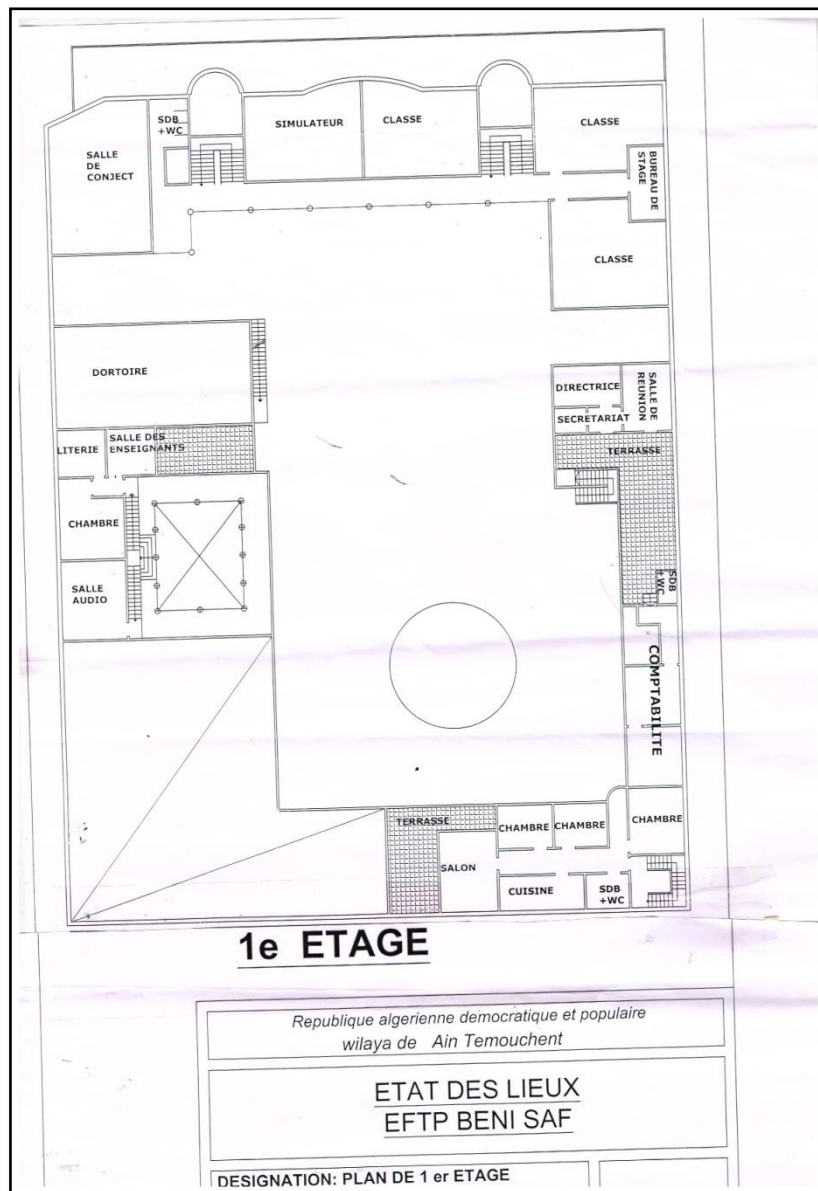 SDB
+WC
SIMULATEUR
CLASSE
CLASSE
SALLE
DE
CONJECT
BUREAU DE
STAGE
CLASSE
DORTOIRE
DIRECTRICE
SALLE DE
REUNION
SECRETARIAT
LITERIE
SALLE DES
ENSEIGNANTS
TERRASSE
CHAMBRE
SALLE
AUDIO
SDB
+WC
COMPTABILITE
TERRASSE
CHAMBRE
CHAMBRE
CHAMBRE
SALON
CUISINE
SDB
+WC
1e ETAGE
Republique algerienne democratique et populaire
wilaya de Ain Temouchent
ETAT DES LIEUX
EFTP BENI SAF
DESIGNATION: PLAN DE 1 er ETAGE